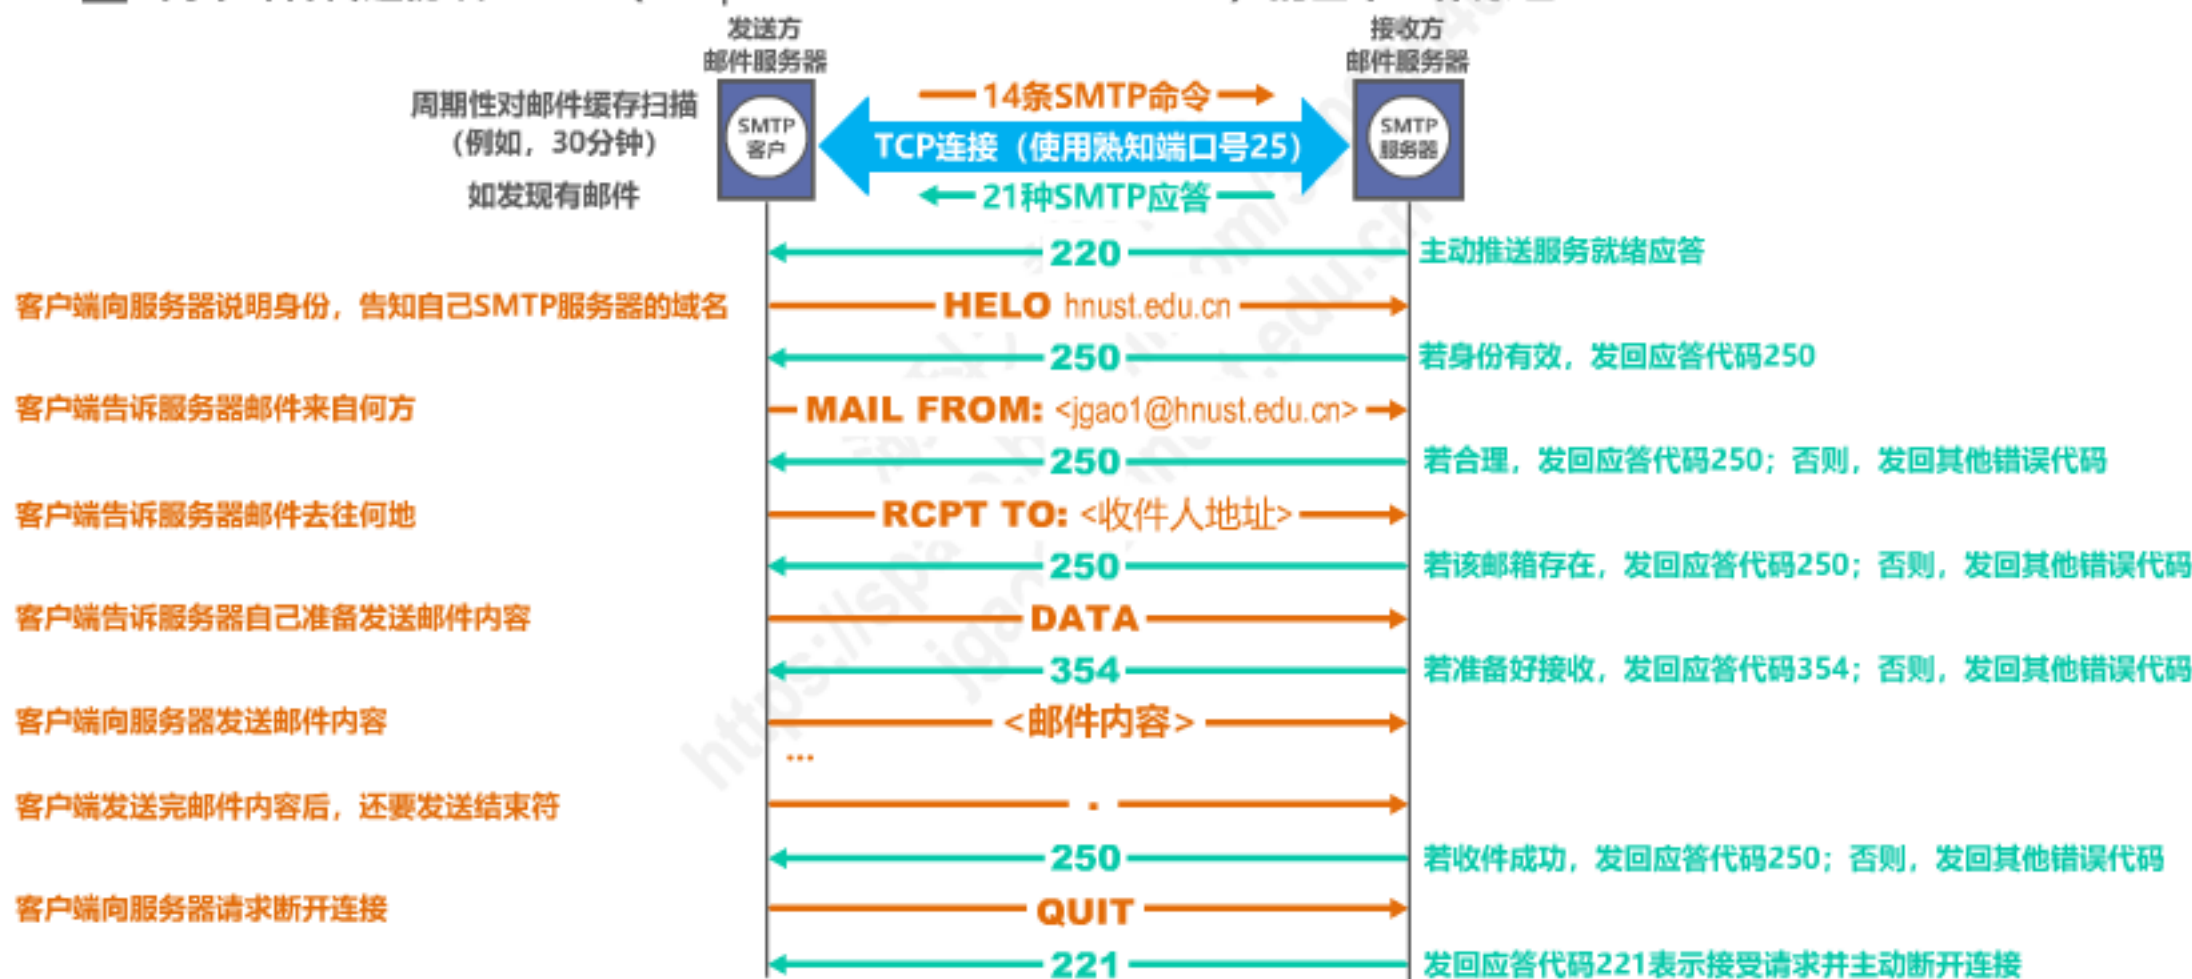 发送方
邮件服务器
接收方
邮件服务器
周期性对邮件缓存扫描
（例如，30分钟）
如发现有邮件
SMTP
客户
14条SMTP命令
TCP连接（使用熟知端口号25）
21种SMTP应答
SMTP
服务器
220
主动推送服务就绪应答
客户端向服务器说明身份，告知自己SMTP服务器的域名
HELO hnust.edu.cn
250
若身份有效，发回应答代码250
客户端告诉服务器邮件来自何方
MAIL FROM: <jgao1@hnust.edu.cn>
250
若合理，发回应答代码250；否则，发回其他错误代码
客户端告诉服务器邮件去往何地
RCPT TO: <收件人地址>
250
若该邮箱存在，发回应答代码250；否则，发回其他错误代码
客户端告诉服务器自己准备发送邮件内容
DATA
354
若准备好接收，发回应答代码354；否则，发回其他错误代码
客户端向服务器发送邮件内容
<邮件内容>
...
客户端发送完邮件内容后，还要发送结束符
.
250
若收件成功，发回应答代码250；否则，发回其他错误代码
客户端向服务器请求断开连接
QUIT
221
发回应答代码221表示接受请求并主动断开连接